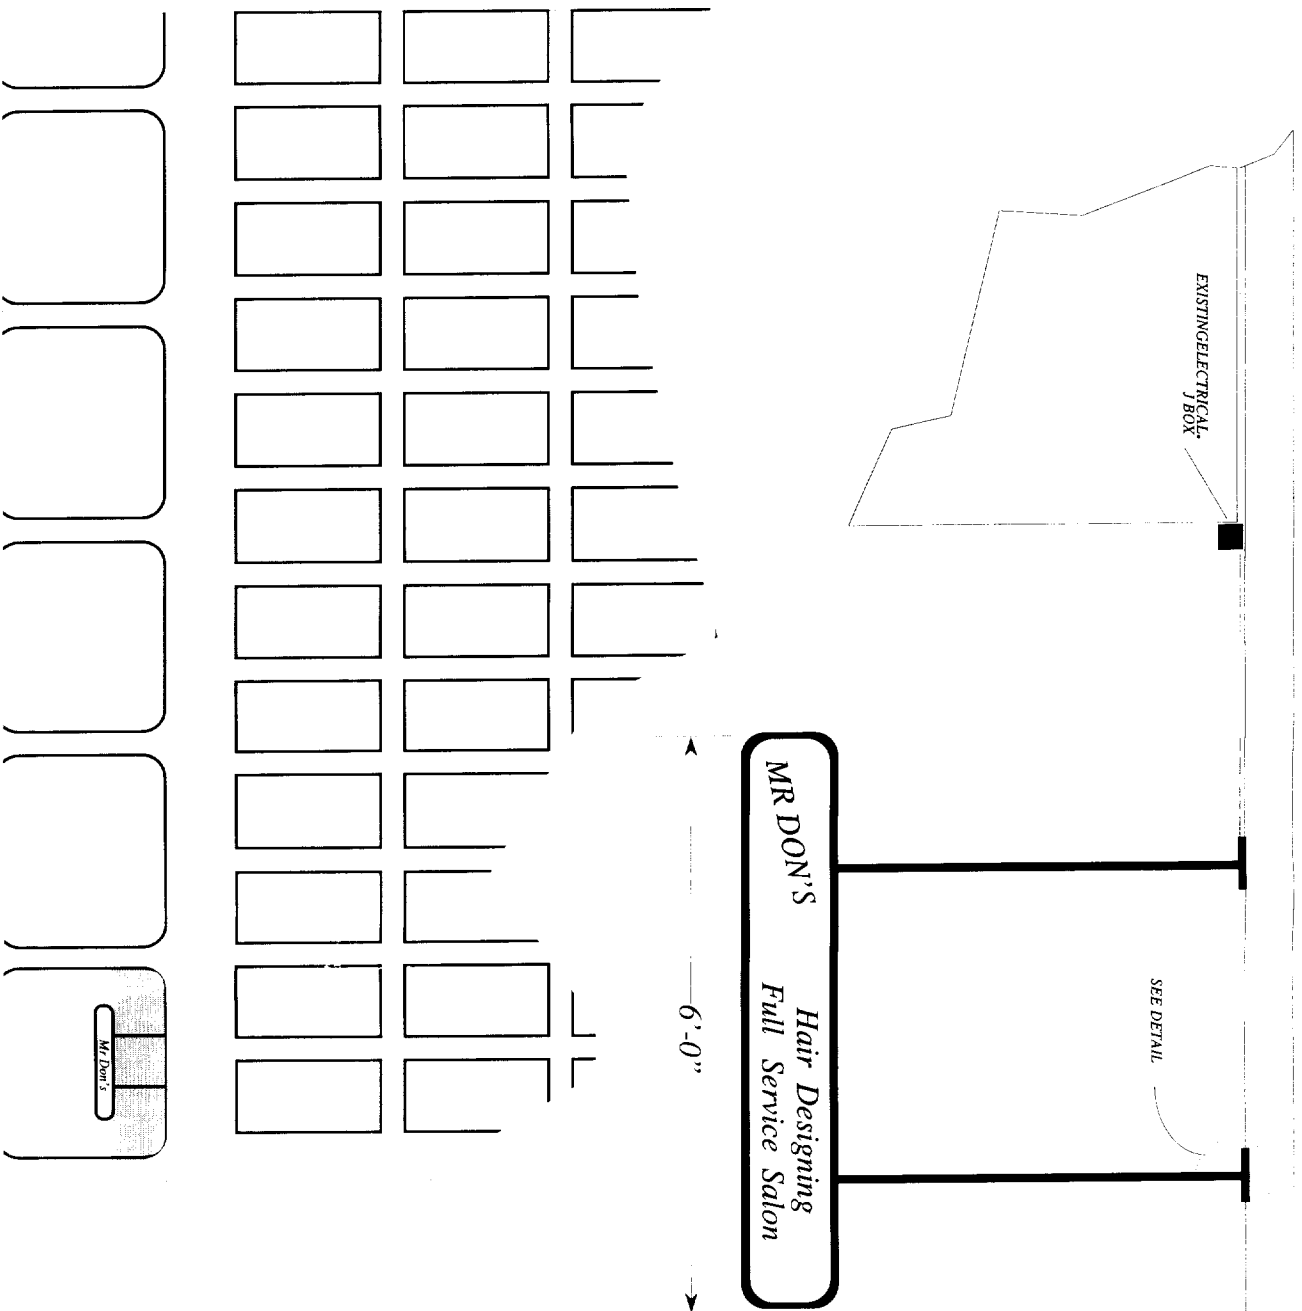 EXISTINGELECTRICAL.
J BOX
SEE DETAIL
MR DON'S
Hair Designing
Full Service Salon
6'-0"
Mr Don's